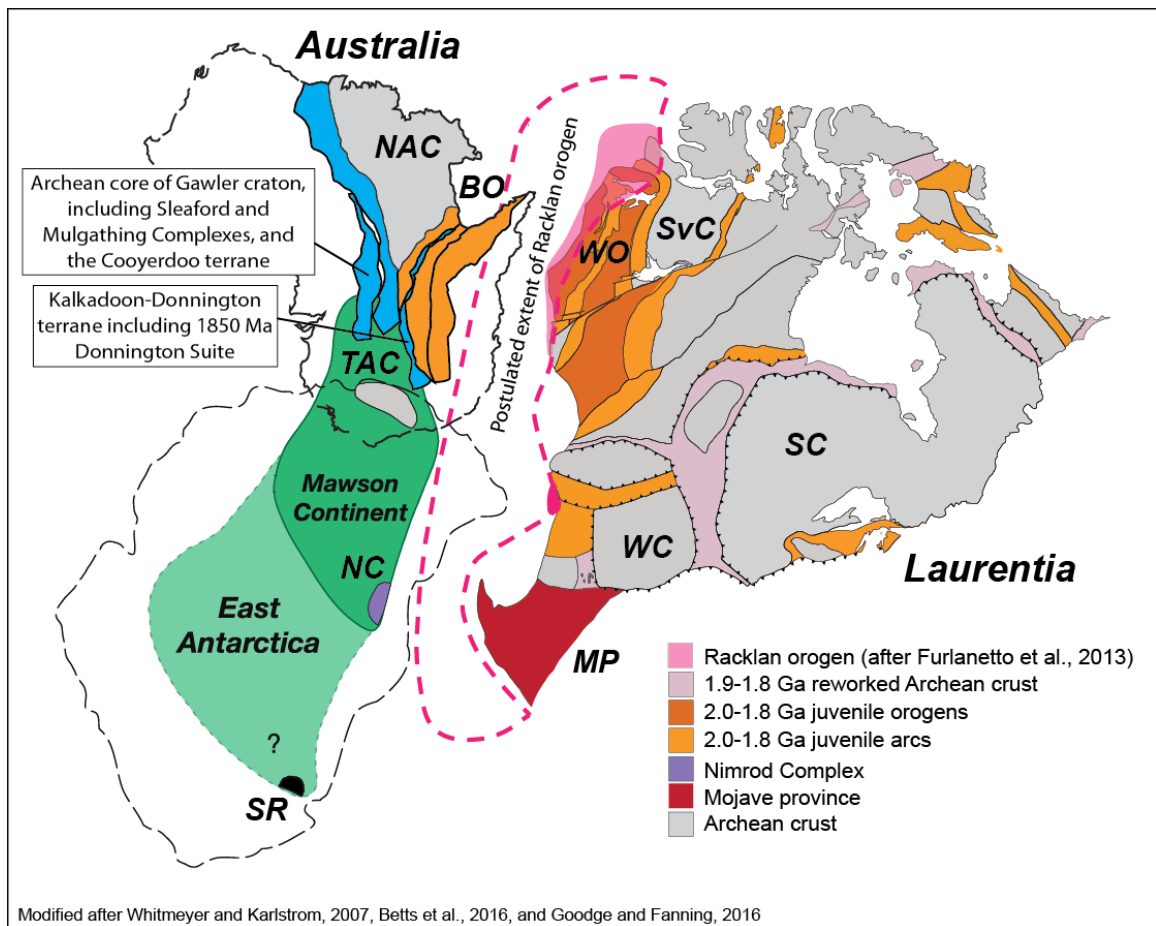 Australia
NAC
BO
Archean core of Gawler craton,
including Sleaford and
Mulgathing Complexes, and
the Cooyerdoo terrane
Kalkadoon-Donnington
terrane including 1850 Ma
Donnington Suite
TAC
Postulated extent of Racklan orogen
WO
SvC
SC
WC
Laurentia
Mawson
Continent
NC
East
Antarctica
?
SR
MP
Racklan orogen (after Furlanetto et al., 2013)
1.9-1.8 Ga reworked Archean crust
2.0-1.8 Ga juvenile orogens
2.0-1.8 Ga juvenile arcs
Nimrod Complex
Mojave province
Archean crust
Modified after Whitmeyer and Karlstrom, 2007, Betts et al., 2016, and Goodge and Fanning, 2016